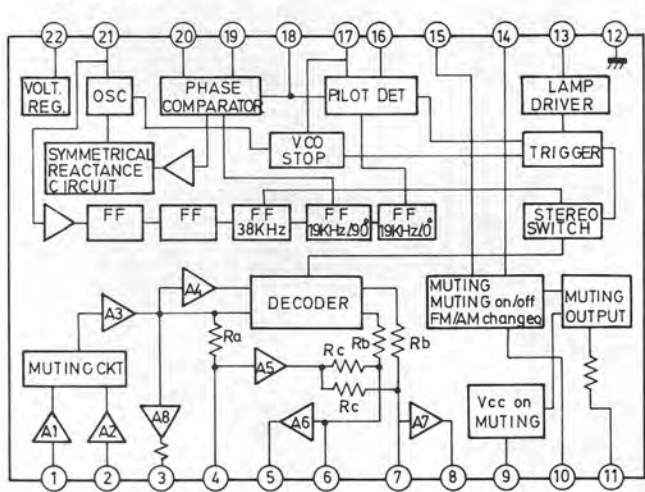 22 21 20 19 18 17 16 15 14 13 12
VOLT.
REG.
OSC
PHASE
COMPARATOR
PILOT DET
LAMP
DRIVER
VCO
STOP
TRIGGER
SYMMETRICAL
REACTANCE
CIRCUIT
FF
FF
FF
38KHz
FF
19KHz/90°
FF
19KHz/0°
STEREO
SWITCH
A4
DECODER
MUTING
MUTING on/off
FM/AM changeo
MUTING
OUTPUT
A3
Ra
Rb
Rb
Rc
A5
Rc
MUTING CKT
A8
A6
A7
Vcc on
MUTING
A1
A2
1 2 3 4 5 6 7 8 9 10 11